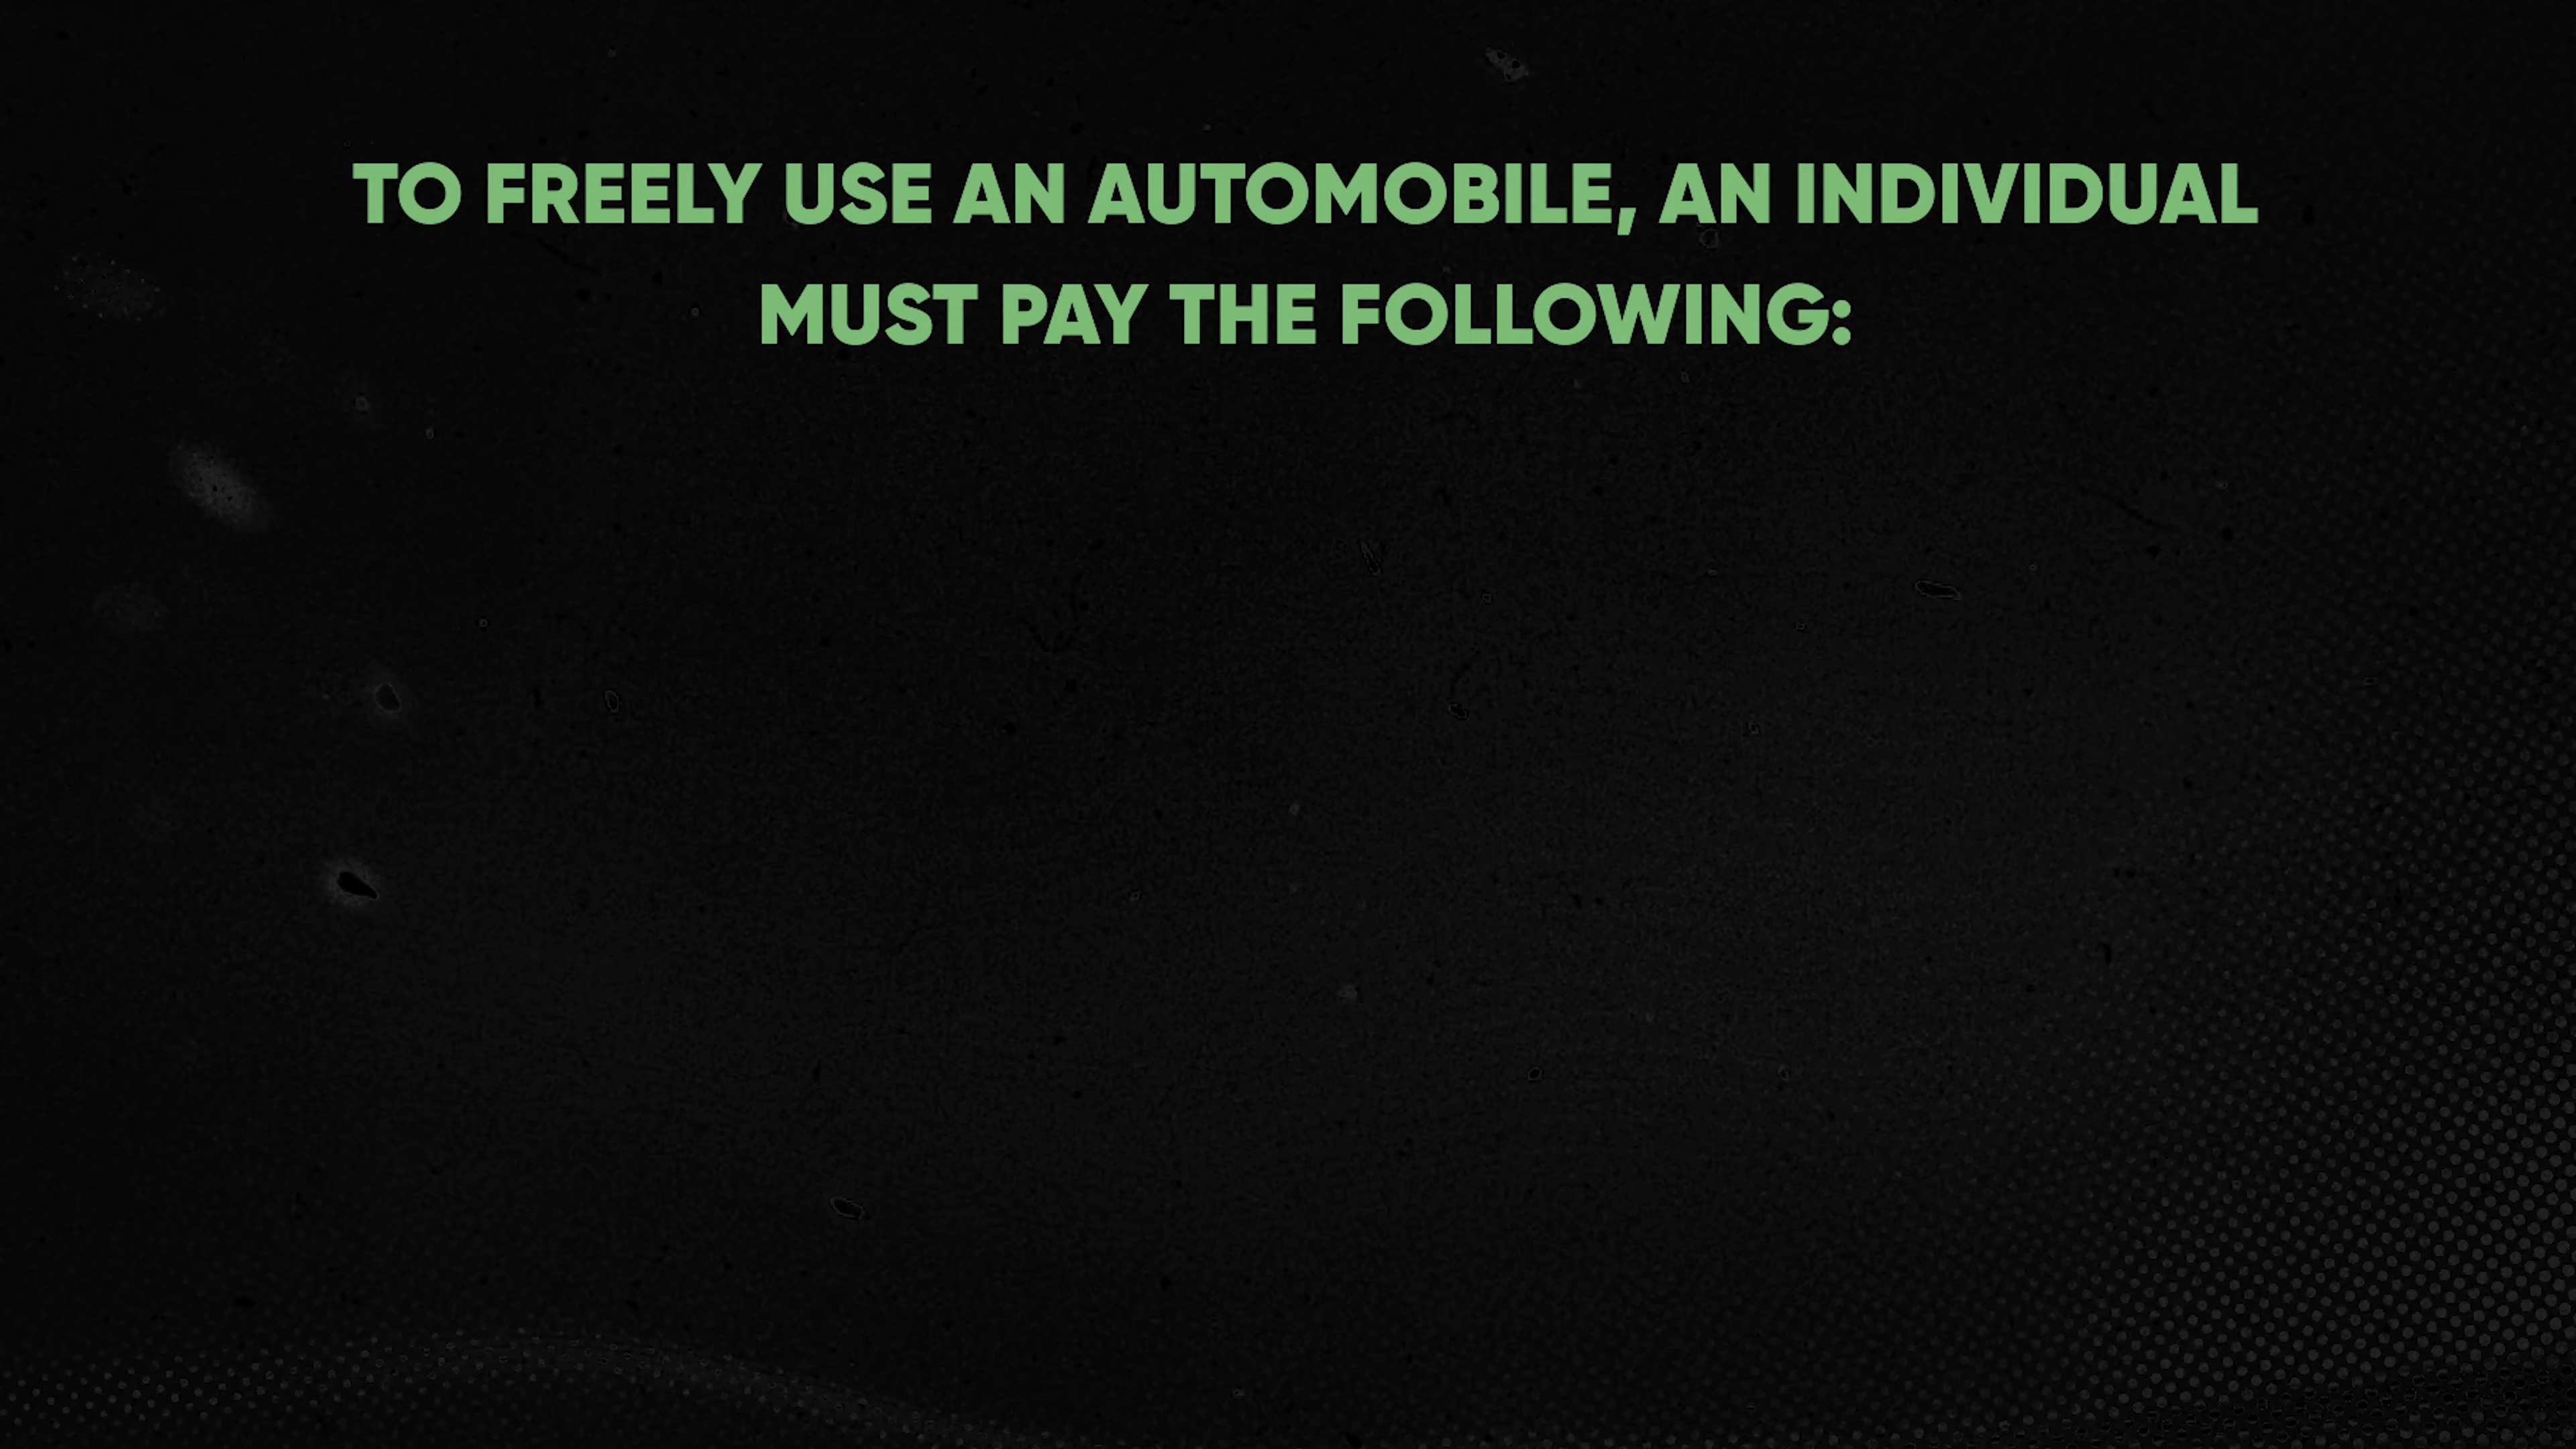 TO FREELY USE AN AUTOMOBILE, AN INDIVIDUAL
MUST PAY THE FOLLOWING: